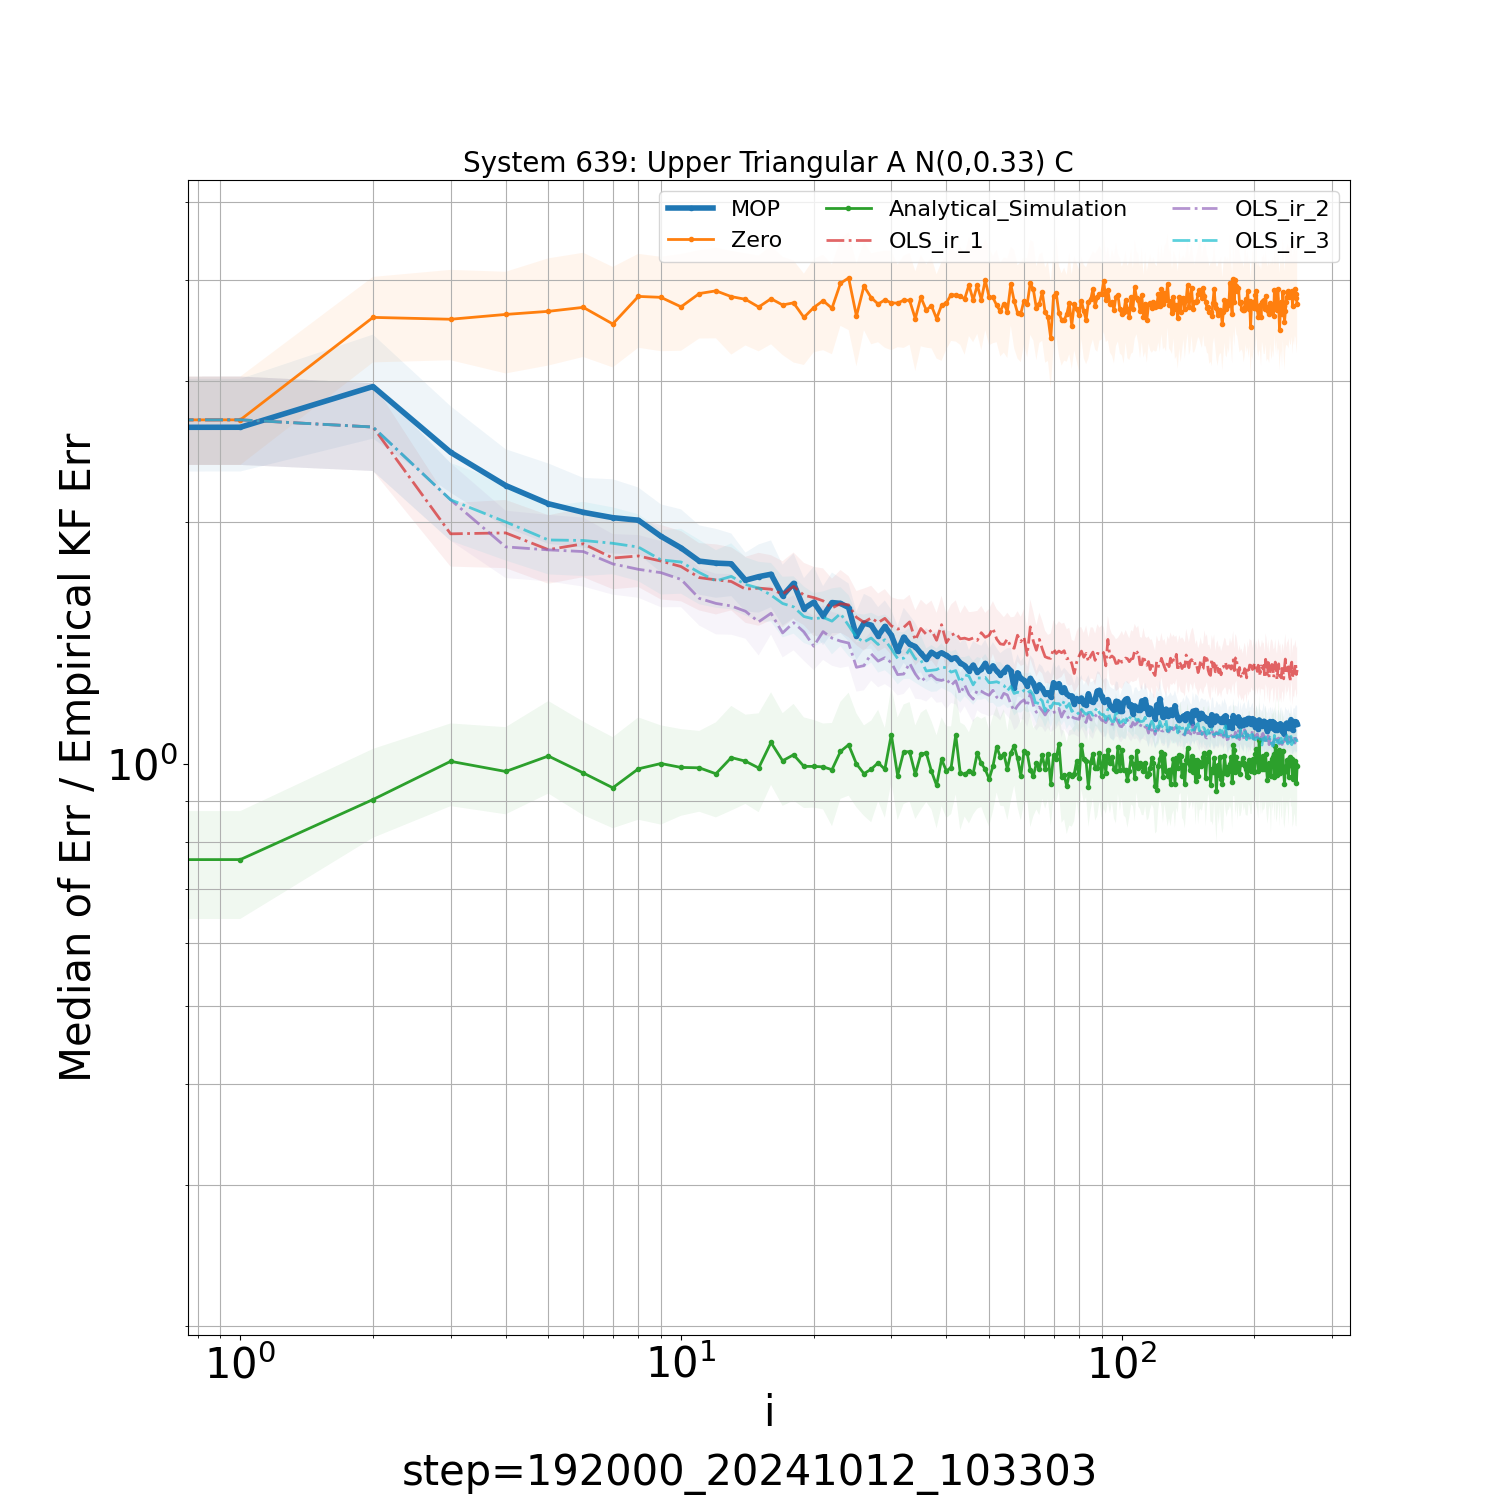 System 639: Upper Triangular A N(0,0.33) C
MOP
Zero
Analytical_Simulation
OLS_ir_1
OLS_ir_2
OLS_ir_3
Median of Err / Empirical KF Err
10⁰
10⁰ 10¹ 10²
i
step=192000_20241012_103303